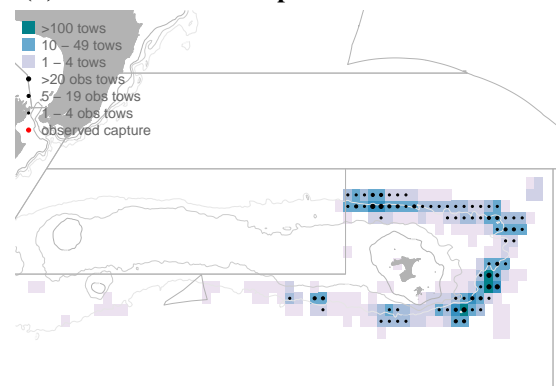 >100 tows
10 – 49 tows
1 – 4 tows
>20 obs tows
5 – 19 obs tows
1 – 4 obs tows
observed capture